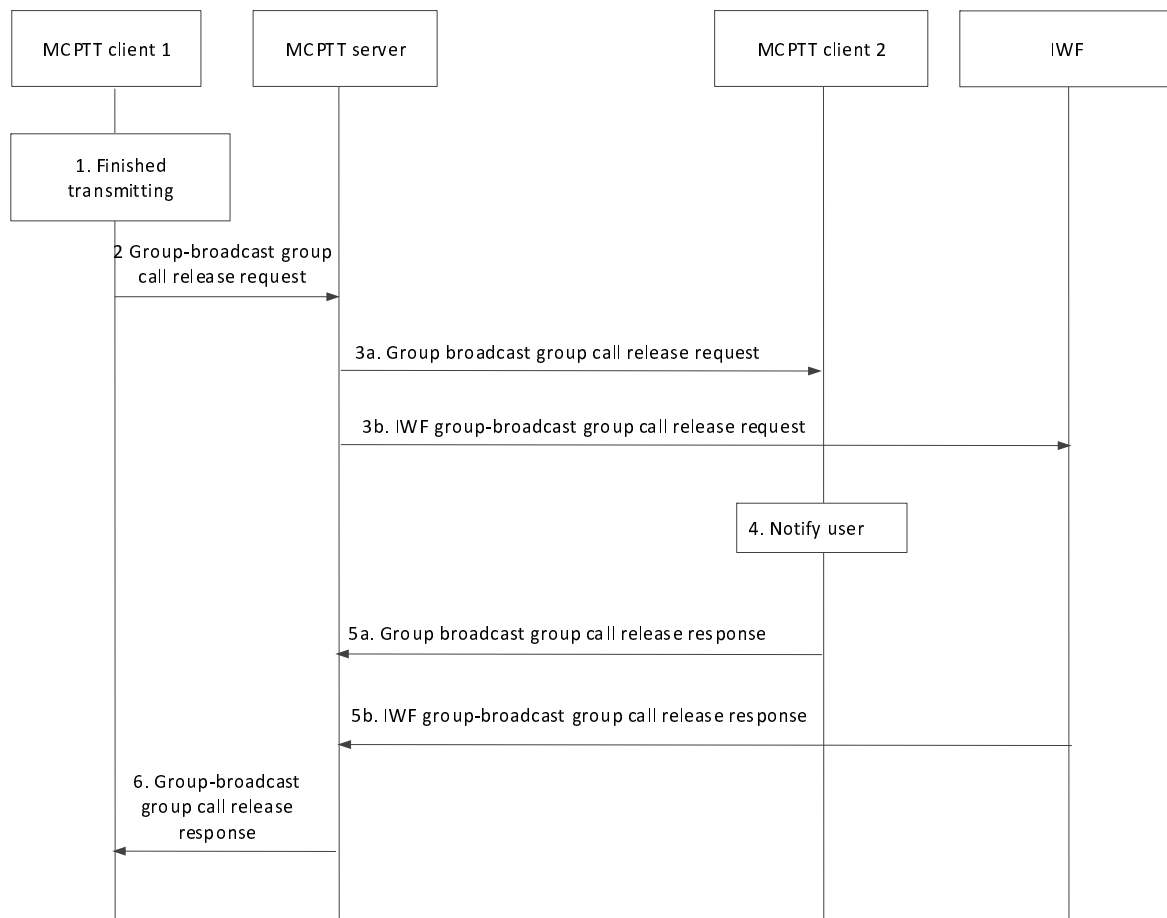 MCPTT client 1
MCPTT server
MCPTT client 2
IWF
1. Finished
transmitting
2 Group-broadcast group
call release request
3a. Group broadcast group call release request
3b. IWF group-broadcast group call release request
4. Notify user
5a. Group broadcast group call release response
5b. IWF group-broadcast group call release response
6. Group-broadcast
group call release
response